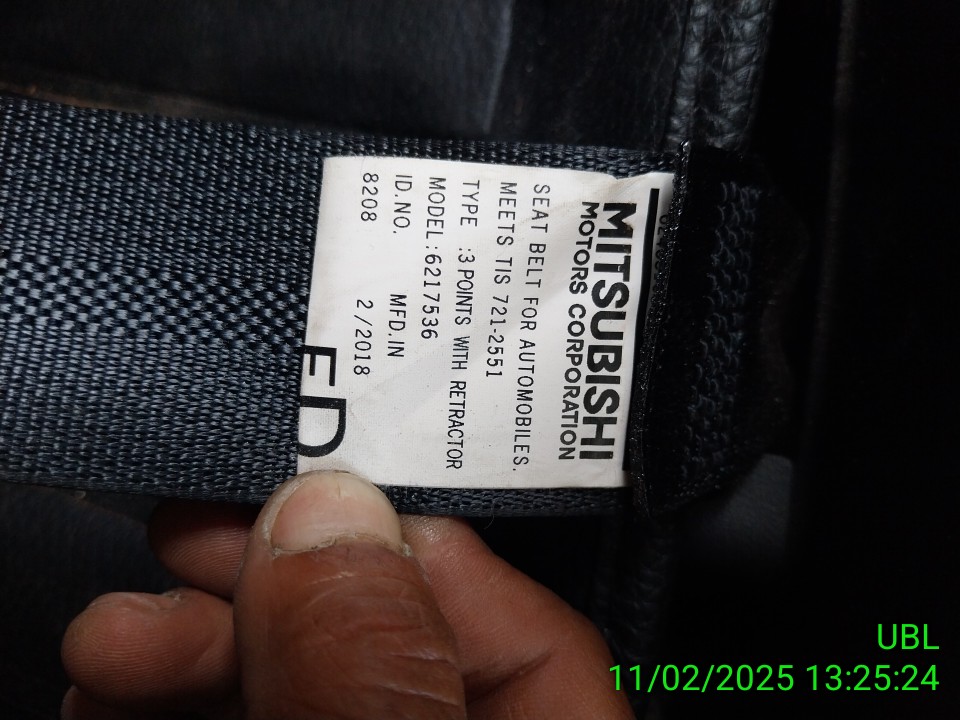 MITSUBISHI
MOTORS CORPORATION
SEAT BELT FOR AUTOMOBILES.
MEETS TIS 721-2551
TYPE :3 POINTS WITH RETRACTOR
MODEL:6217536
ID.NO. MFD.IN
8208 2/2018
ED
UBL
11/02/2025 13:25:24